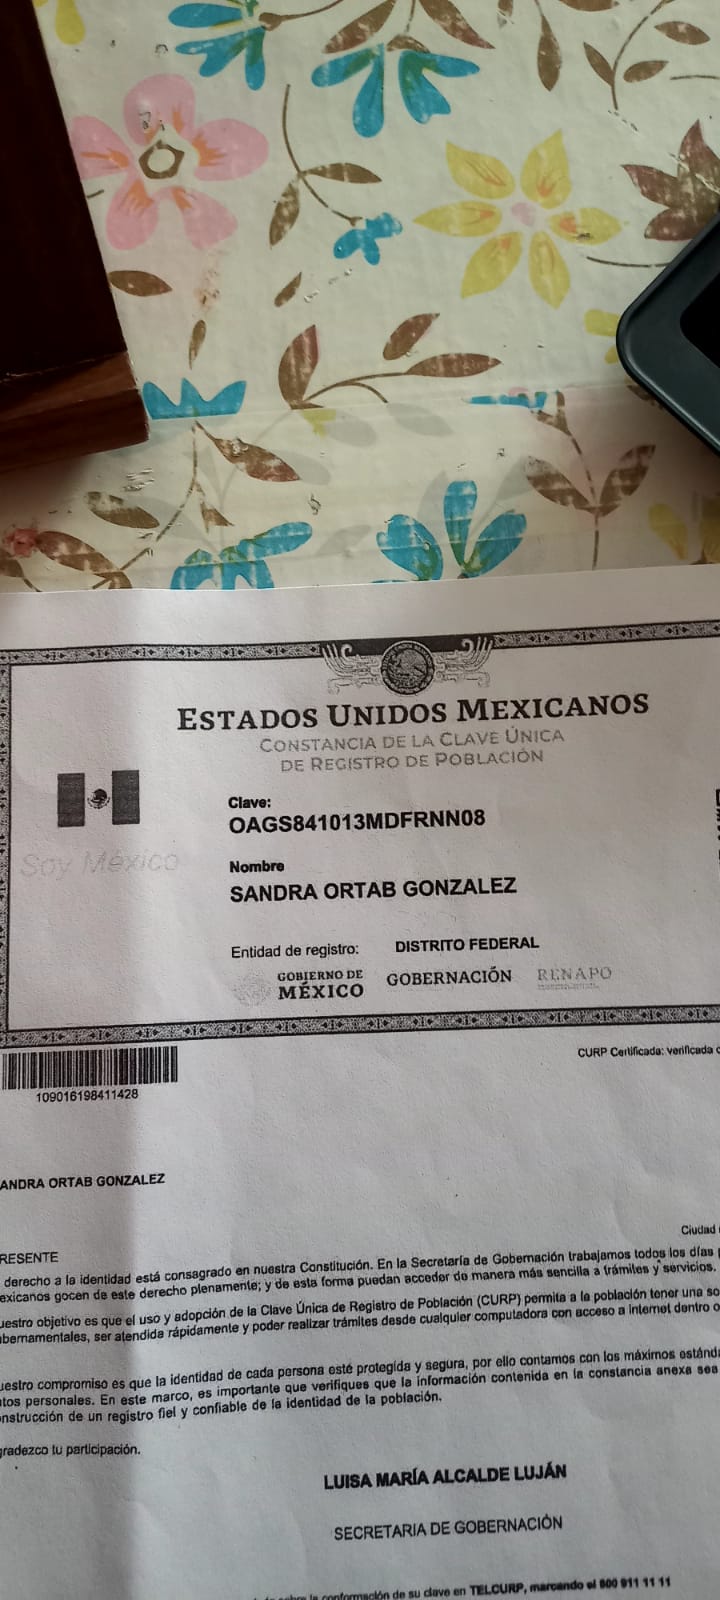 ESTADOS UNIDOS MEXICANOS
CONSTANCIA DE LA CLAVE ÚNICA
DE REGISTRO DE POBLACIÓN
Soy México
Clave:
OAGS841013MDFRNN08
Nombre
SANDRA ORTAB GONZALEZ
Entidad de registro: DISTRITO FEDERAL
GOBIERNO DE
MÉXICO
GOBERNACIÓN
RENAPO
109016198411428
CURP Certificada: verificada
ANDRA ORTAB GONZALEZ
Ciudad
RESENTE
derecho a la identidad está consagrado en nuestra Constitución. En la Secretaría de Gobernación trabajamos todos los días
exicanos gocen de este derecho plenamente; y de esta forma puedan acceder de manera más sencilla a trámites y servicios.
uestro objetivo es que el uso y adopción de la Clave Única de Registro de Población (CURP) permita a la población tener una so
bernamentales, ser atendida rápidamente y poder realizar trámites desde cualquier computadora con acceso a internet dentro o
uestro compromiso es que la identidad de cada persona esté protegida y segura, por ello contamos con los máximos estánda
tos personales. En este marco, es importante que verifiques que la información contenida en la constancia anexa sea
nstrucción de un registro fiel y confiable de la identidad de la población.
gradezco tu participación.
LUISA MARÍA ALCALDE LUJÁN
SECRETARIA DE GOBERNACIÓN
la conformación de su clave en TELCURP, marcando el 800 911 11 11